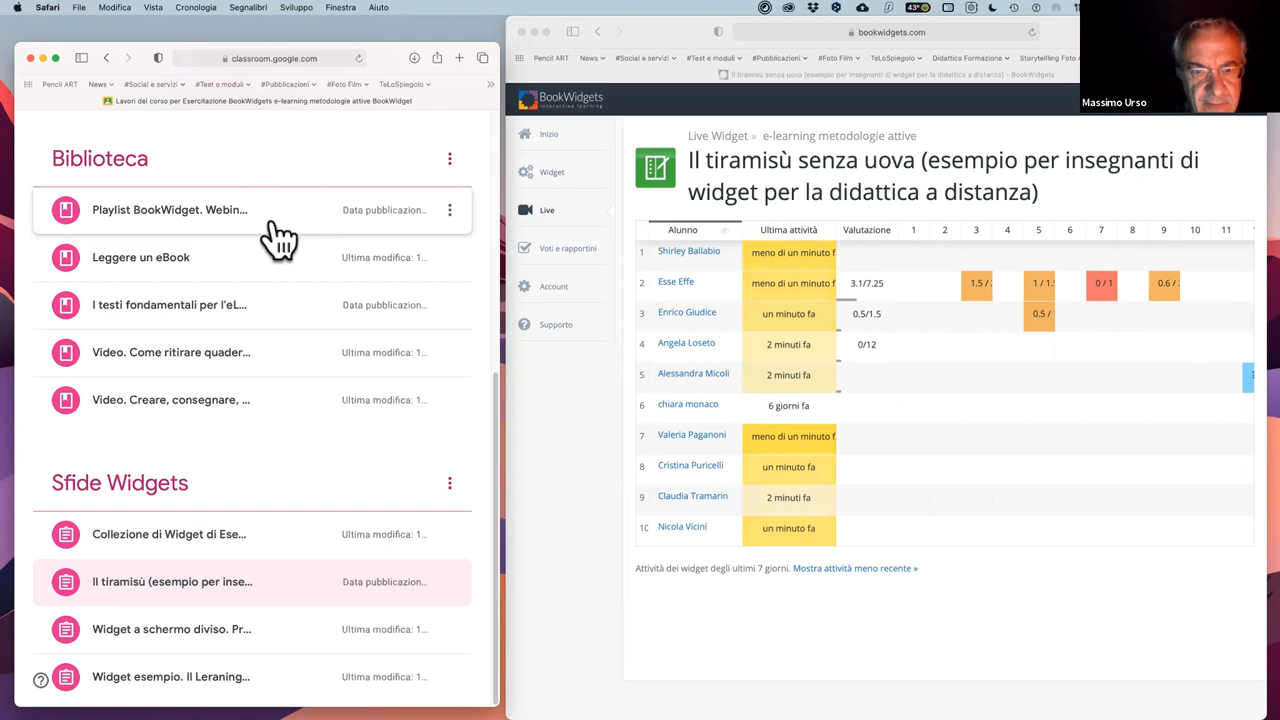 Safari File Modifica Vista Cronologia Segnalibri Sviluppo Finestra Aiuto
43°
classroom.google.com
Pencil ART News #Social e servizi #Test e moduli #Pubblicazioni #Foto Film TeLoSpiegolo
Lavori del corso per Esercitazione BookWidgets e-learning metodologie attive BookWidget
Biblioteca
Playlist BookWidget. Webin... Data pubblicazion...
Leggere un eBook Ultima modifica: 1...
I testi fondamentali per l'eL... Data pubblicazion...
Video. Come ritirare quader... Ultima modifica: 1...
Video. Creare, consegnare, ... Ultima modifica: 1...
Sfide Widgets
Collezione di Widget di Ese... Ultima modifica: 1...
Il tiramisù (esempio per inse... Data pubblicazion...
Widget a schermo diviso. Pr... Ultima modifica: 1...
Widget esempio. Il Leraning... Ultima modifica: 1...
bookwidgets.com
Pencil ART News #Social e servizi #Test e moduli #Pubblicazioni #Foto Film TeLoSpiegolo Didattica Formazione Storytelling Foto
Il tiramisù senza uova (esempio per insegnanti di widget per la didattica a distanza) - BookWidgets
BookWidgets
interactive learning
Inizio
Widget
Live
Voti e rapportini
Account
Supporto
Live Widget » e-learning metodologie attive
Il tiramisù senza uova (esempio per insegnanti di
widget per la didattica a distanza)
Alunno Ultima attività Valutazione 1 2 3 4 5 6 7 8 9 10 11
1 Shirley Ballabio meno di un minuto f
2 Esse Effe meno di un minuto f 3.1/7.25 1.5 / 1 / 1. 0 / 1 0.6 /
3 Enrico Giudice un minuto fa 0.5/1.5 0.5 /
4 Angela Loseto 2 minuti fa 0/12
5 Alessandra Micoli 2 minuti fa
6 chiara monaco 6 giorni fa
7 Valeria Paganoni meno di un minuto f
8 Cristina Puricelli un minuto fa
9 Claudia Tramarin 2 minuti fa
10 Nicola Vicini un minuto fa
Attività dei widget degli ultimi 7 giorni. Mostra attività meno recente »
Massimo Urso